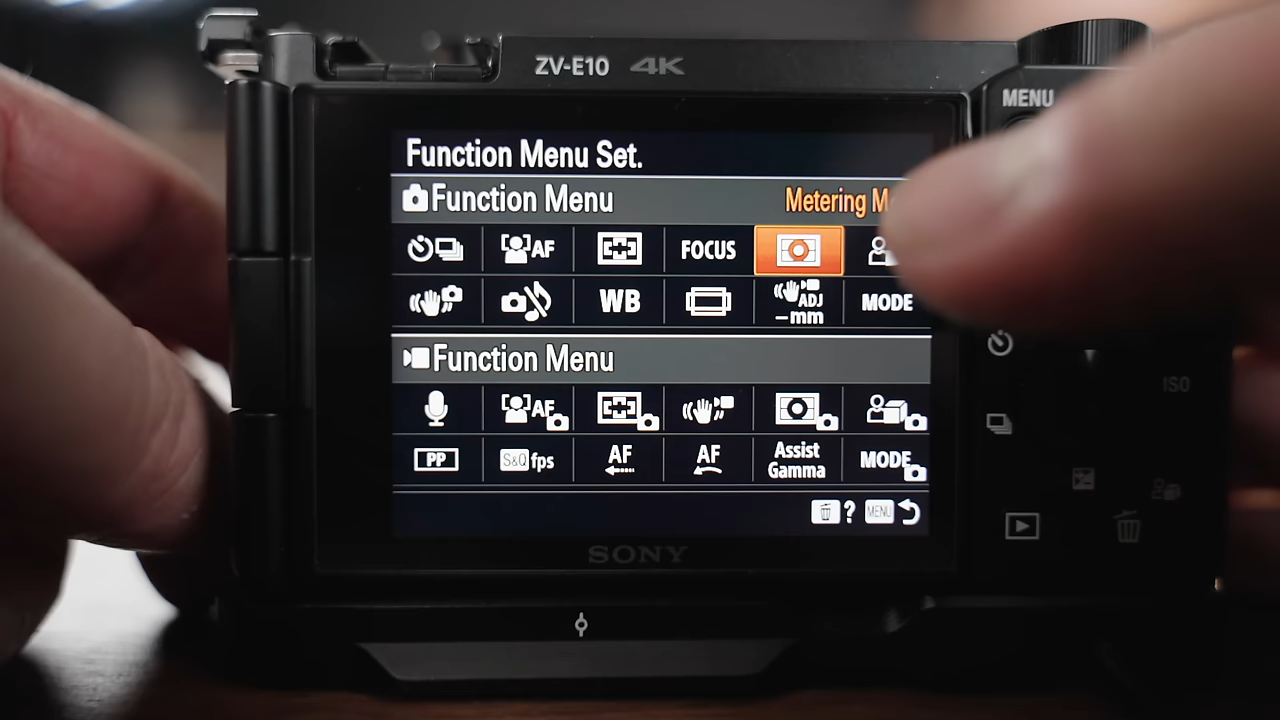 ZV-E10 4K
MENU
Function Menu Set.
Function Menu
Metering M
AF
FOCUS
WB
ADJ
-mm
MODE
Function Menu
AF
PP
S&Q fps
AF
AF
Assist
Gamma
MODE
? MENU
ISO
SONY